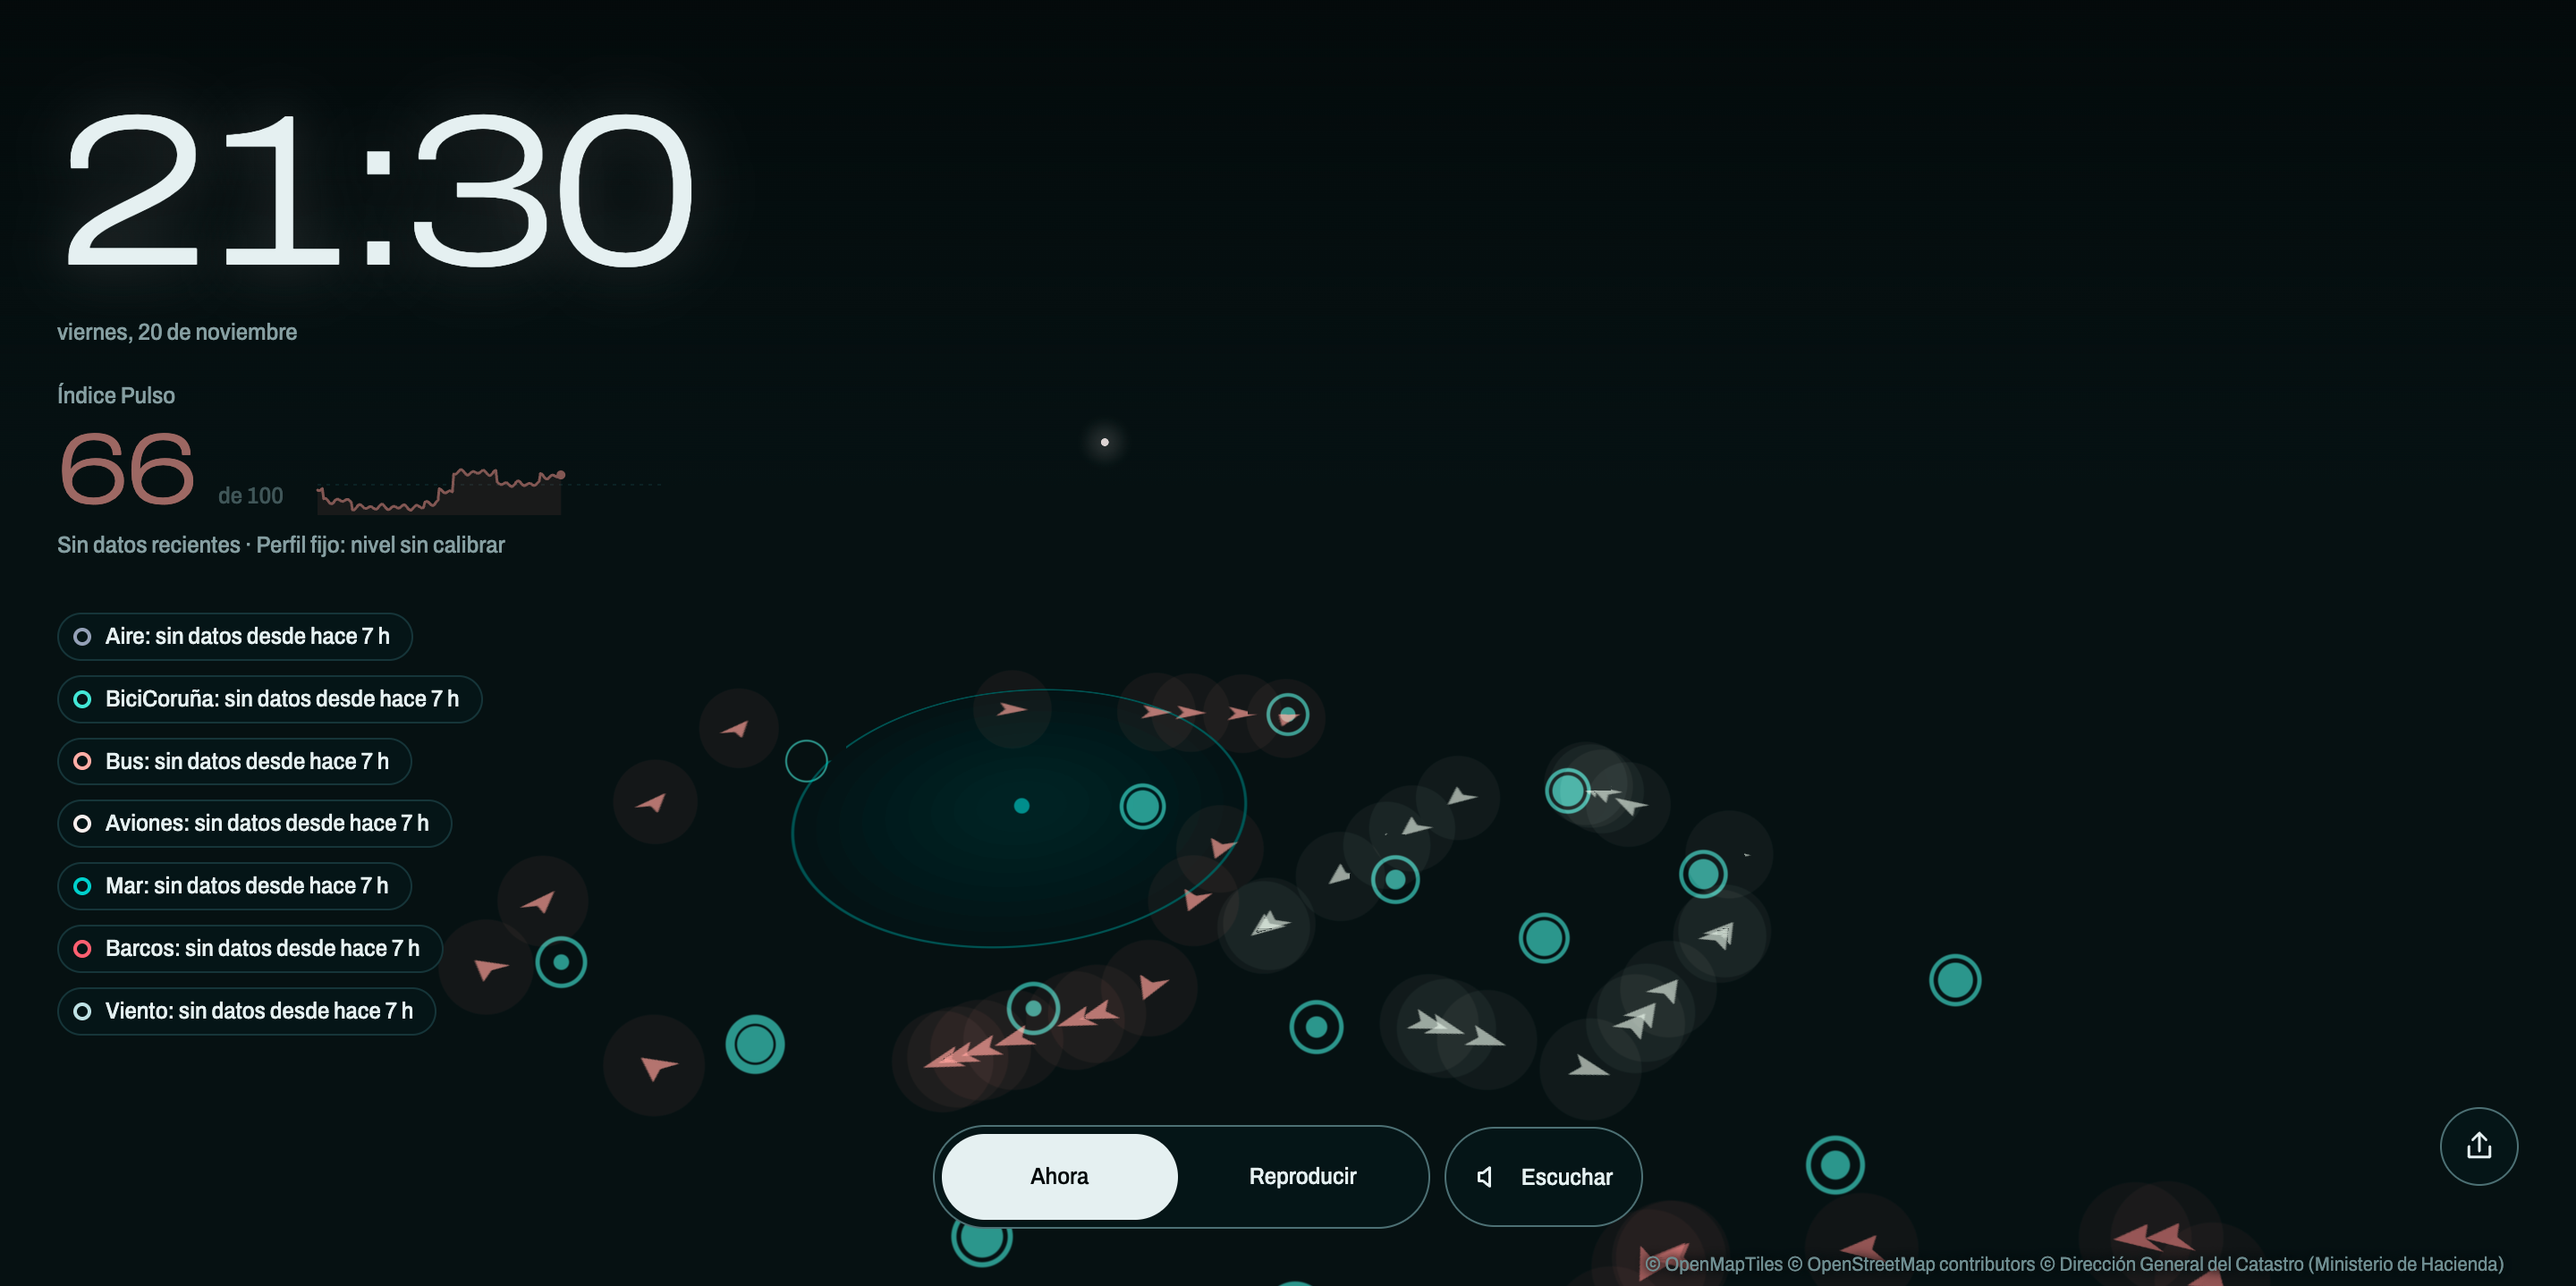 21:30
viernes, 20 de noviembre
Índice Pulso
66 de 100
Sin datos recientes · Perfil fijo: nivel sin calibrar
Aire: sin datos desde hace 7 h
BiciCoruña: sin datos desde hace 7 h
Bus: sin datos desde hace 7 h
Aviones: sin datos desde hace 7 h
Mar: sin datos desde hace 7 h
Barcos: sin datos desde hace 7 h
Viento: sin datos desde hace 7 h
Ahora Reproducir Escuchar
© OpenMapTiles © OpenStreetMap contributors © Dirección General del Catastro (Ministerio de Hacienda)